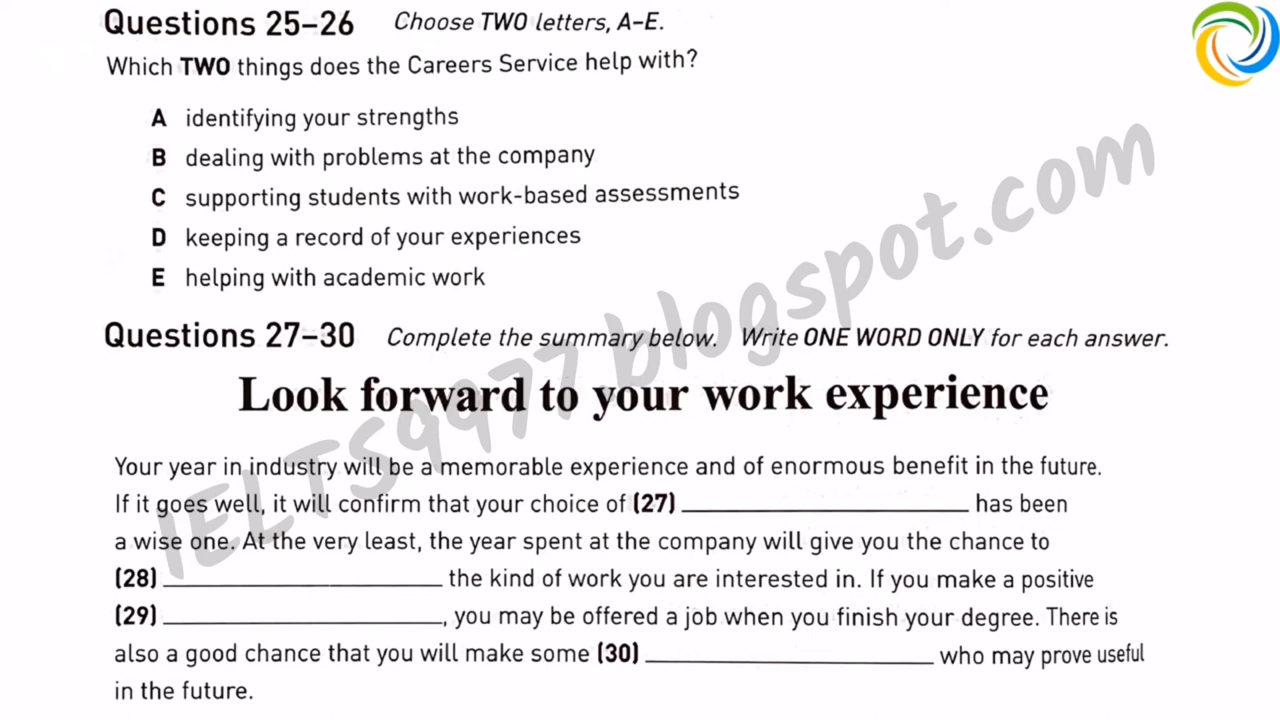 Questions 25–26 Choose TWO letters, A–E.
Which TWO things does the Careers Service help with?
A identifying your strengths
B dealing with problems at the company
C supporting students with work-based assessments
D keeping a record of your experiences
E helping with academic work
Questions 27–30 Complete the summary below. Write ONE WORD ONLY for each answer.
Look forward to your work experience
Your year in industry will be a memorable experience and of enormous benefit in the future.
If it goes well, it will confirm that your choice of (27) ____________________ has been
a wise one. At the very least, the year spent at the company will give you the chance to
(28) ____________________ the kind of work you are interested in. If you make a positive
(29) ____________________, you may be offered a job when you finish your degree. There is
also a good chance that you will make some (30) ____________________ who may prove useful
in the future.
IELTS9977.blogspot.com